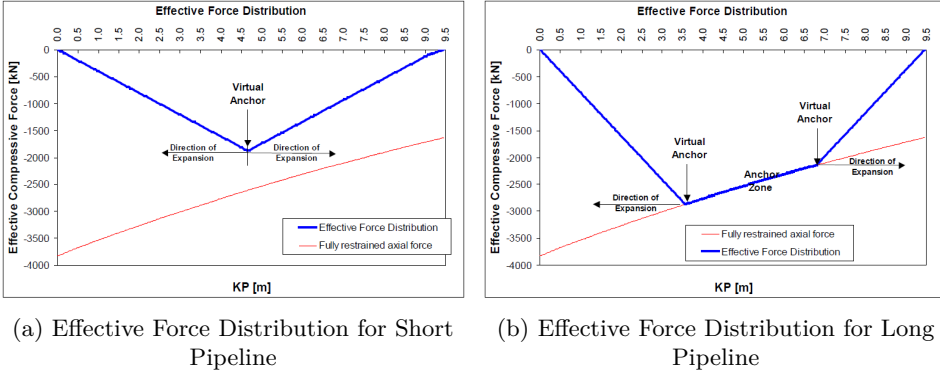 Effective Force Distribution
0.0 0.5 1.0 1.5 2.0 2.5 3.0 3.5 4.0 4.5 5.0 5.5 6.0 6.5 7.0 7.5 8.0 8.5 9.0 9.5
0
-500
-1000
-1500
-2000
-2500
-3000
-3500
-4000
Effective Compressive Force [kN]
Virtual
Anchor
Direction of
Expansion
Direction of
Expansion
Effective Force Distribution
Fully restrained axial force
KP [m]
(a) Effective Force Distribution for Short
Pipeline
Effective Force Distribution
0.0 0.5 1.0 1.5 2.0 2.5 3.0 3.5 4.0 4.5 5.0 5.5 6.0 6.5 7.0 7.5 8.0 8.5 9.0 9.5
0
-500
-1000
-1500
-2000
-2500
-3000
-3500
-4000
Effective Compressive Force [kN]
Virtual
Anchor
Virtual
Anchor
Anchor
Zone
Direction of
Expansion
Direction of
Expansion
Fully restrained axial force
Effective Force Distribution
KP [m]
(b) Effective Force Distribution for Long
Pipeline